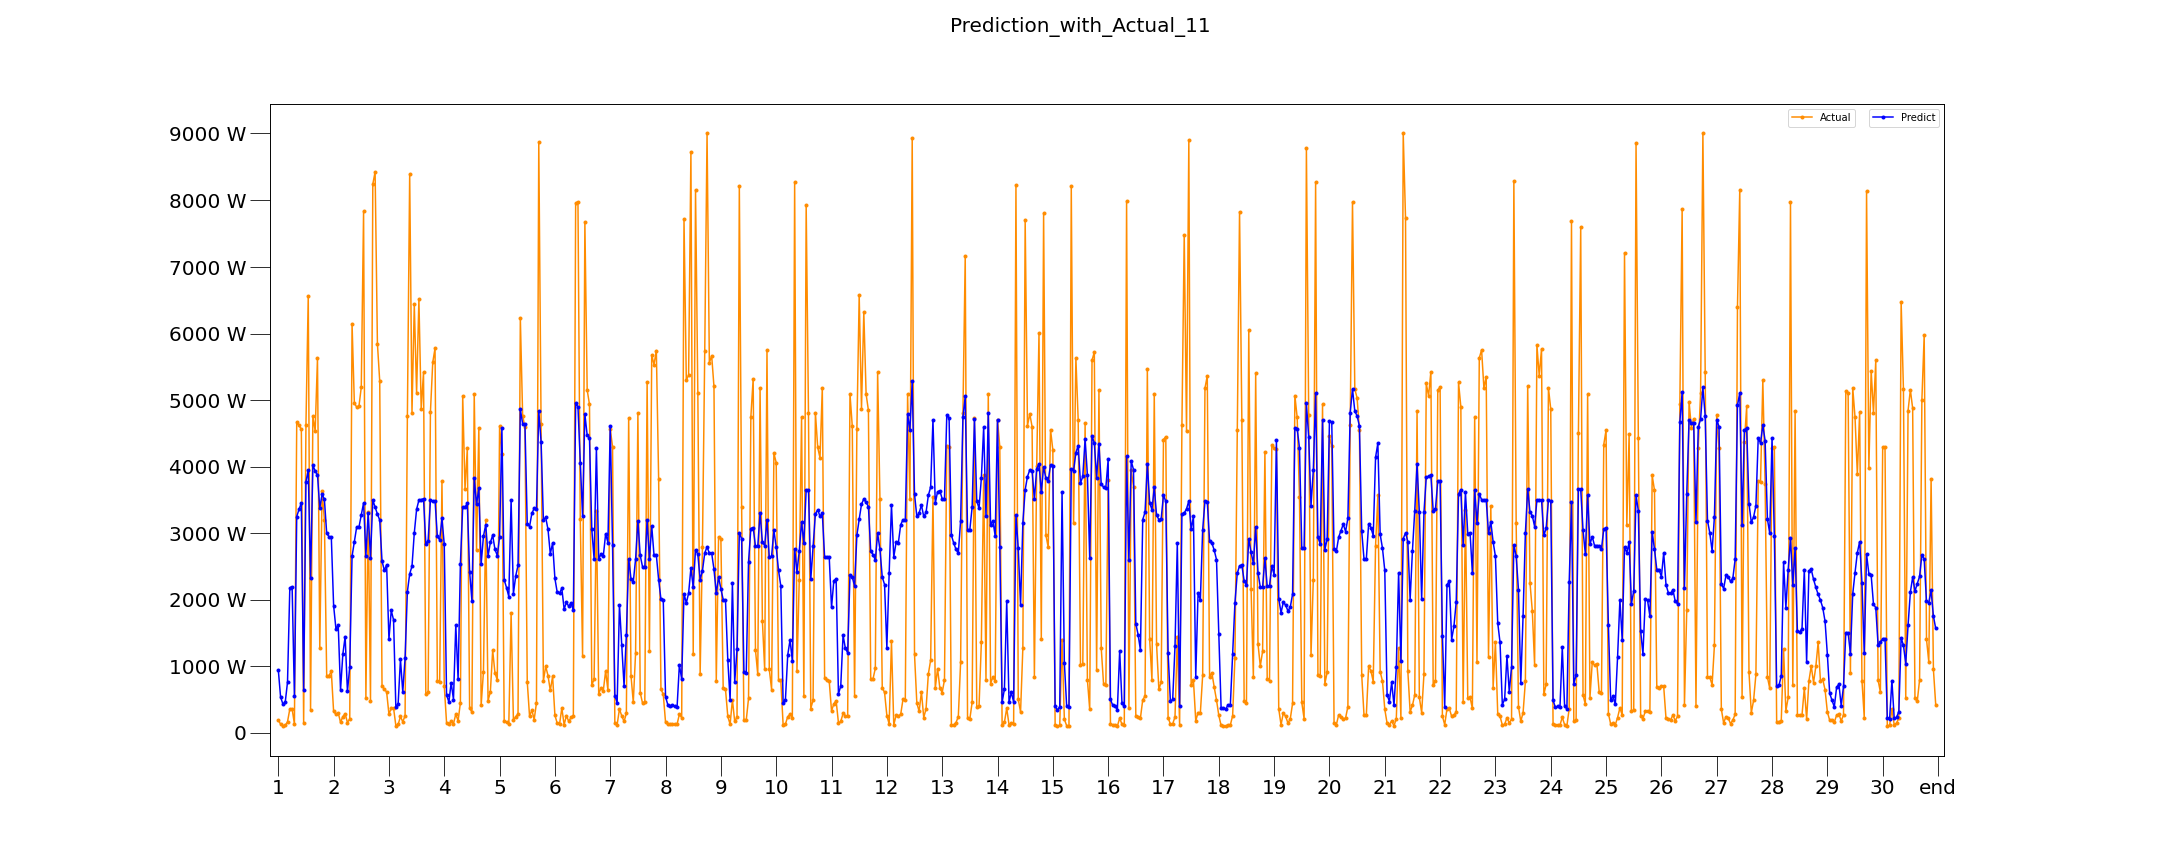 Prediction_with_Actual_11
Actual Predict
9000 W
8000 W
7000 W
6000 W
5000 W
4000 W
3000 W
2000 W
1000 W
0
1 2 3 4 5 6 7 8 9 10 11 12 13 14 15 16 17 18 19 20 21 22 23 24 25 26 27 28 29 30 end